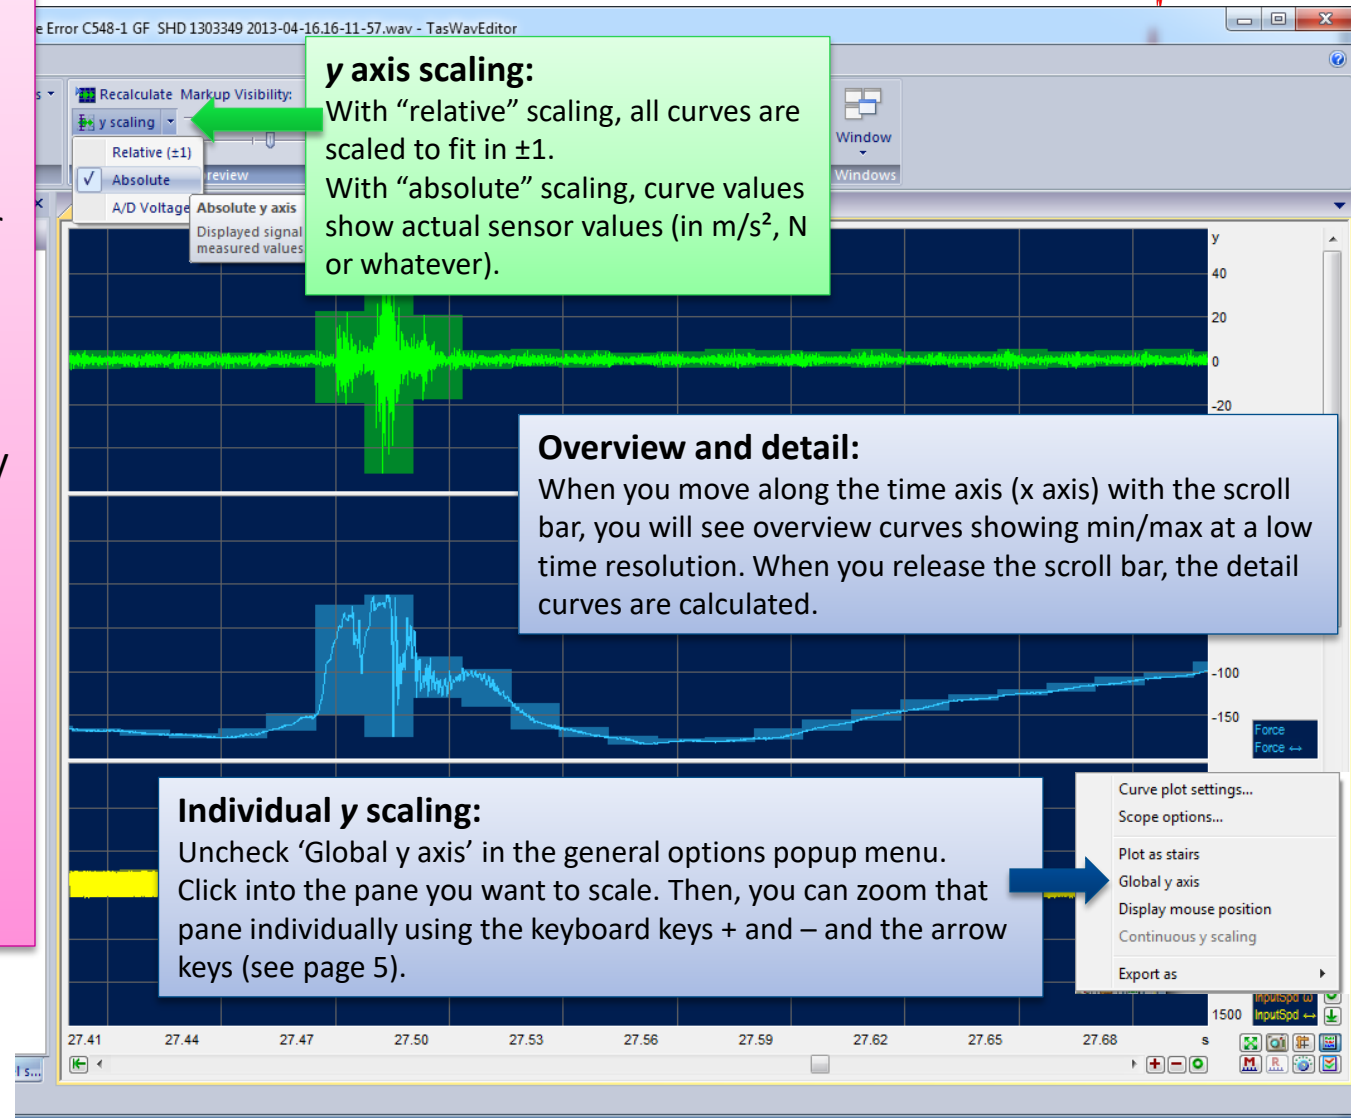 e Error C548-1 GF SHD 1303349 2013-04-16.16-11-57.wav - TasWavEditor
Recalculate Markup Visibility:
y scaling
Relative (±1)
Absolute
A/D Voltage
Absolute y axis
Displayed signal
measured values
Window
Windows
y axis scaling:
With “relative” scaling, all curves are
scaled to fit in ±1.
With “absolute” scaling, curve values
show actual sensor values (in m/s², N
or whatever).
y
40
20
0
-20
Overview and detail:
When you move along the time axis (x axis) with the scroll
bar, you will see overview curves showing min/max at a low
time resolution. When you release the scroll bar, the detail
curves are calculated.
-100
-150
Force
Force ↔
Individual y scaling:
Uncheck ‘Global y axis’ in the general options popup menu.
Click into the pane you want to scale. Then, you can zoom that
pane individually using the keyboard keys + and – and the arrow
keys (see page 5).
Curve plot settings...
Scope options...
Plot as stairs
Global y axis
Display mouse position
Continuous y scaling
Export as
InputSpd ω
1500 InputSpd ↔
27.41 27.44 27.47 27.50 27.53 27.56 27.59 27.62 27.65 27.68 s
M R